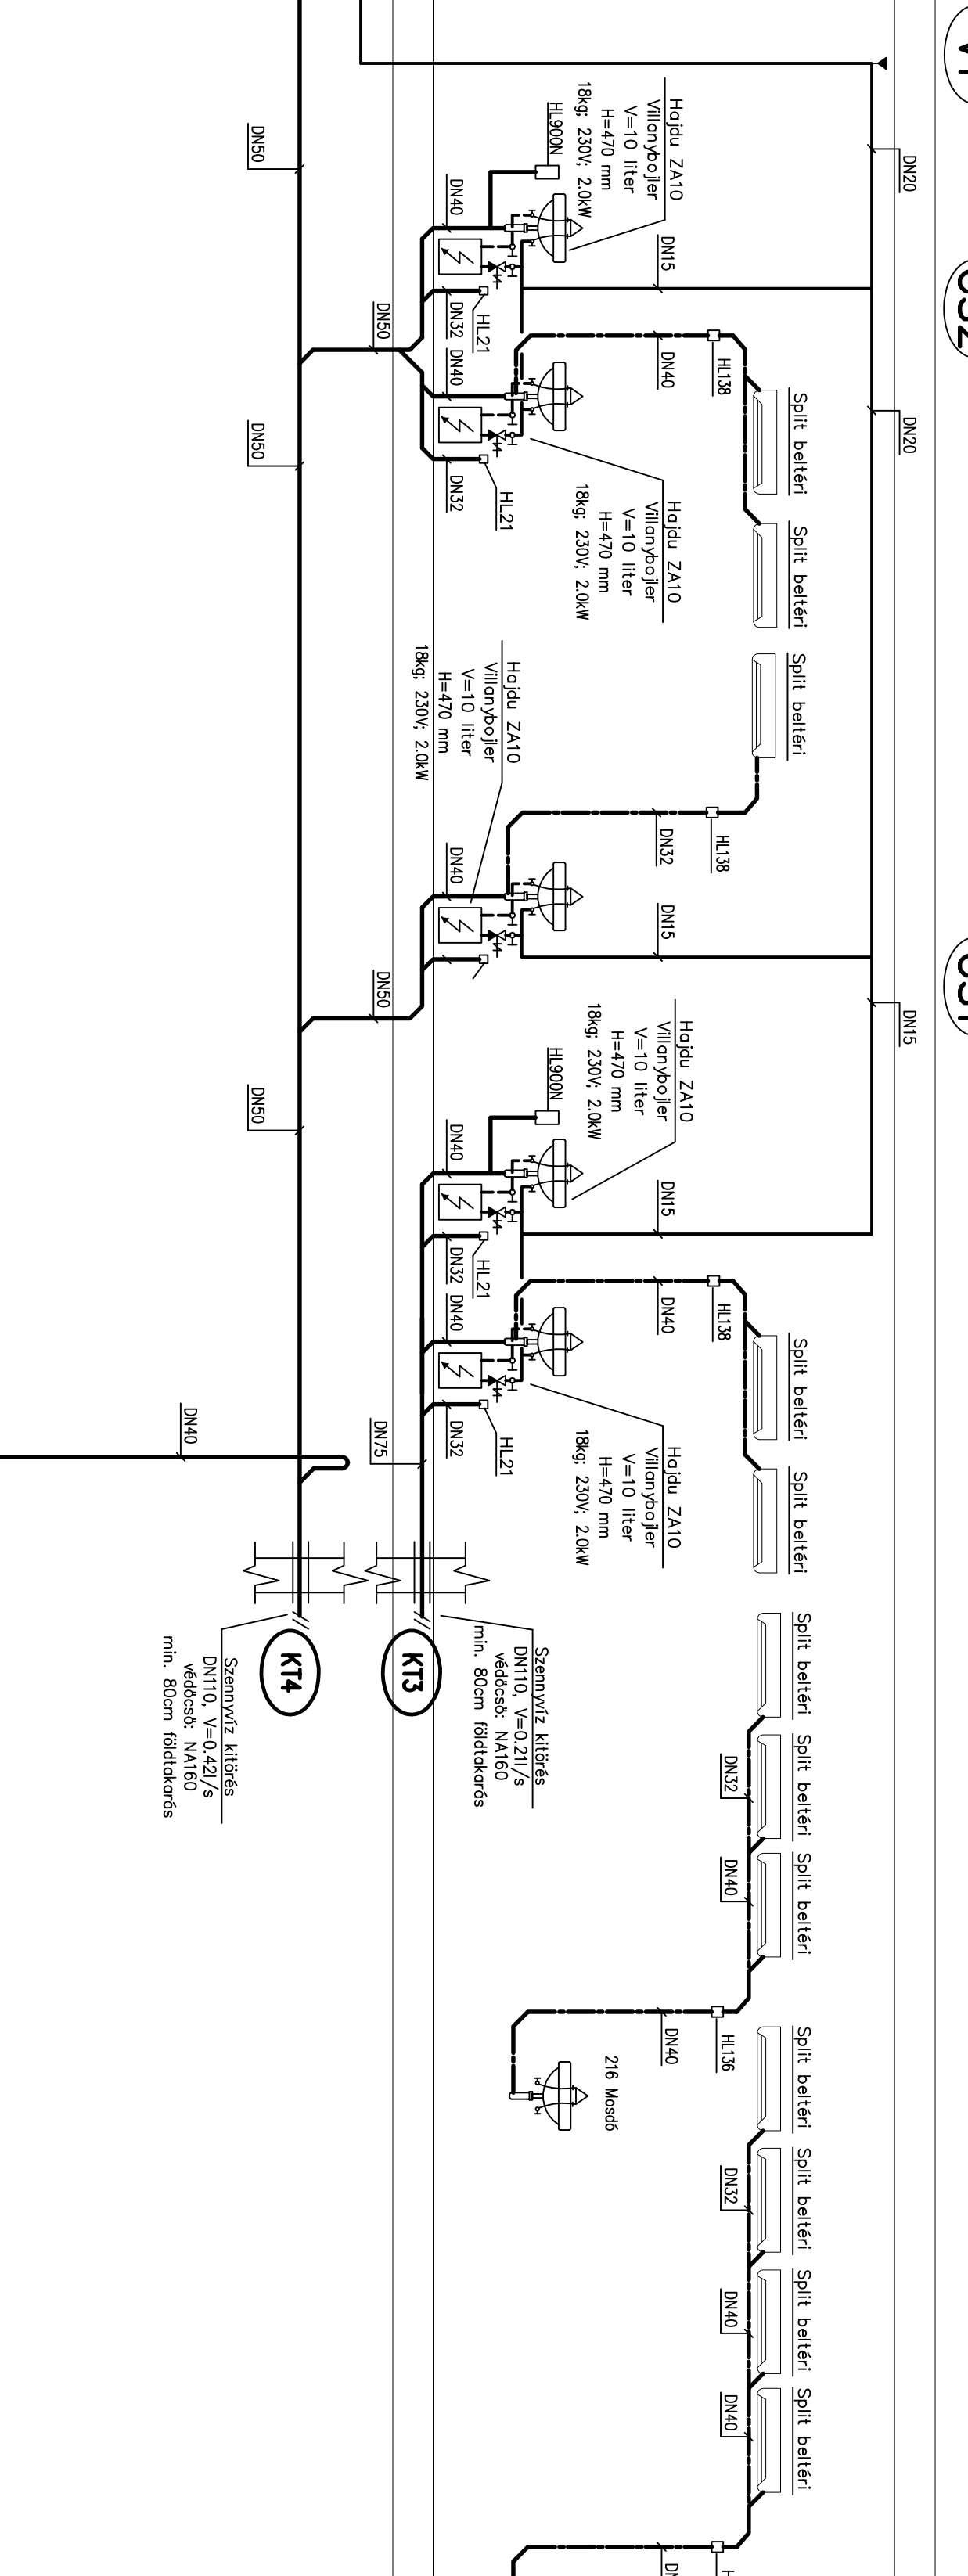 DN20
DN20
DN15
Split beltéri
Split beltéri
Split beltéri
Split beltéri
Split beltéri
Split beltéri
Split beltéri
Split beltéri
Split beltéri
Split beltéri
Split beltéri
Split beltéri
HL138
HL138
HL138
HL136
DN32
DN40
DN32
DN40
DN40
Hajdu ZA10
Villanybojler
V=10 liter
H=470 mm
18kg; 230V; 2.0kW
DN15
DN40
Hajdu ZA10
Villanybojler
V=10 liter
H=470 mm
18kg; 230V; 2.0kW
DN32
DN15
Hajdu ZA10
Villanybojler
V=10 liter
H=470 mm
18kg; 230V; 2.0kW
DN15
DN40
Hajdu ZA10
Villanybojler
V=10 liter
H=470 mm
18kg; 230V; 2.0kW
DN40
216 Mosdó
HL900N
HL900N
Hajdu ZA10
Villanybojler
V=10 liter
H=470 mm
18kg; 230V; 2.0kW
HL21
HL21
HL21
HL21
DN40
DN32
DN40
DN32
DN40
DN40
DN32
DN40
DN32
DN50
DN50
DN75
KT3
Szennyvíz kitörés
DN110, V=0.21l/s
védőcső: NA160
min. 80cm földtakarás
DN50
DN50
DN50
DN40
KT4
Szennyvíz kitörés
DN110, V=0.42l/s
védőcső: NA160
min. 80cm földtakarás